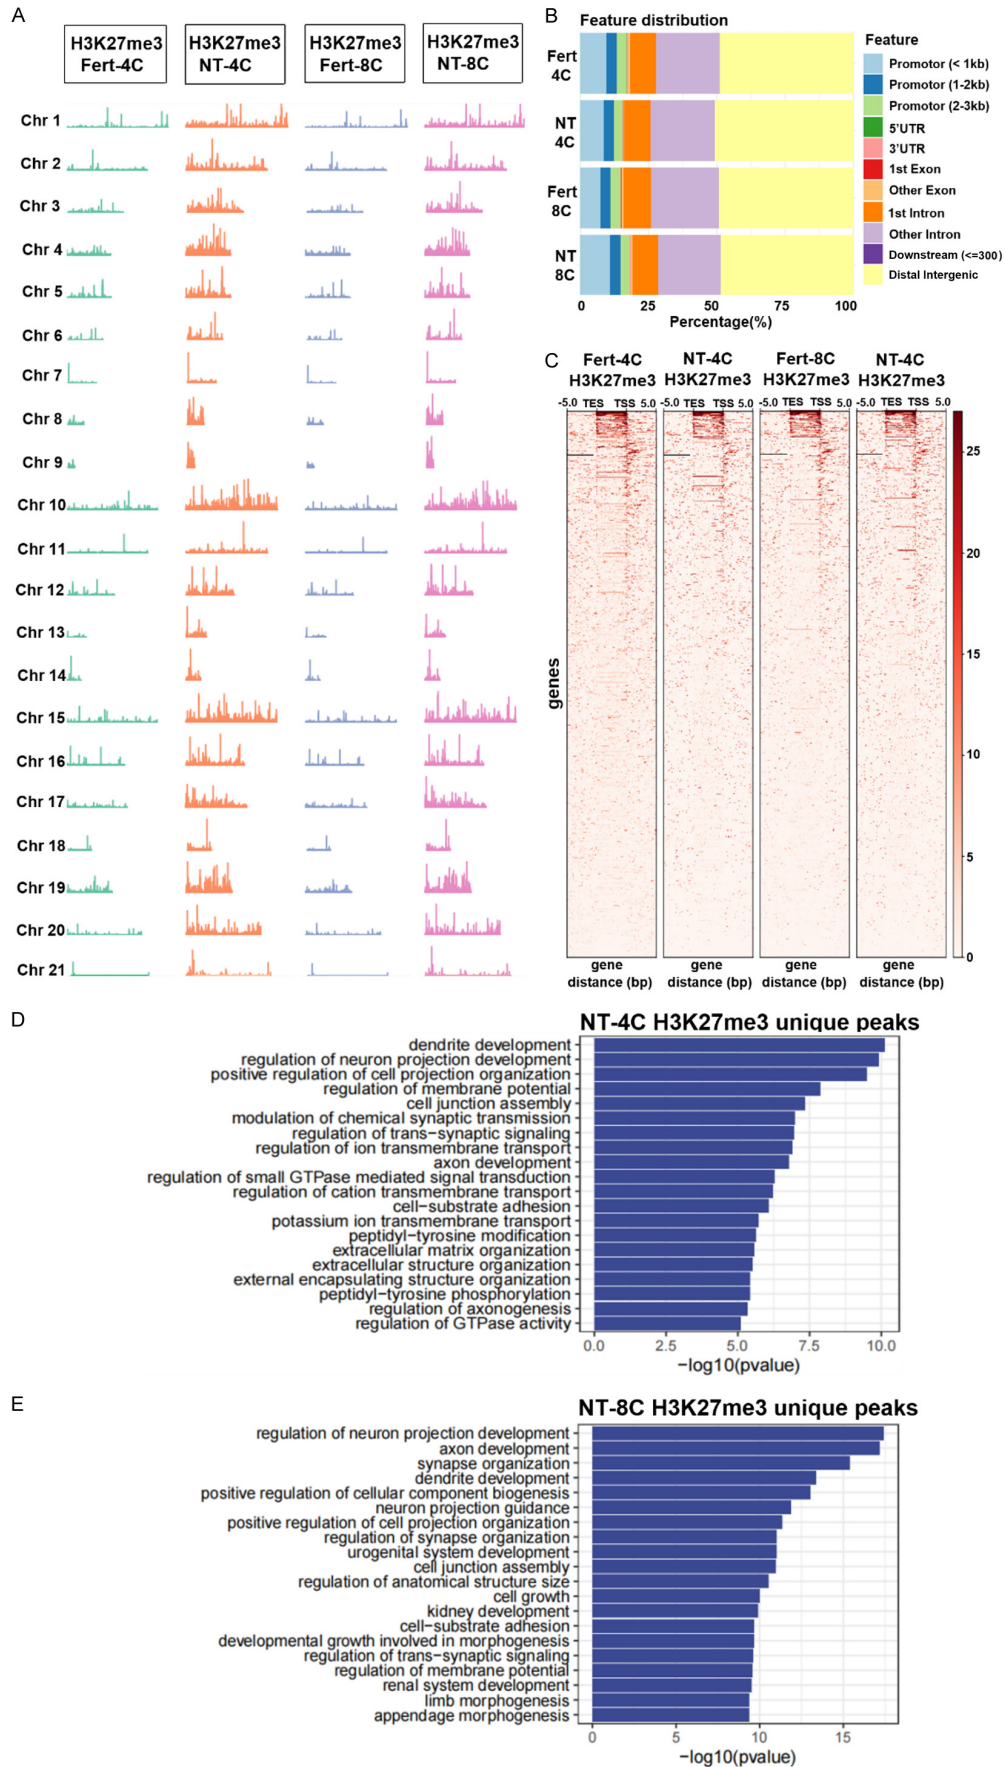 A
H3K27me3
Fert-4C
H3K27me3
NT-4C
H3K27me3
Fert-8C
H3K27me3
NT-8C
Chr 1
Chr 2
Chr 3
Chr 4
Chr 5
Chr 6
Chr 7
Chr 8
Chr 9
Chr 10
Chr 11
Chr 12
Chr 13
Chr 14
Chr 15
Chr 16
Chr 17
Chr 18
Chr 19
Chr 20
Chr 21
B
Feature distribution
Fert
4C
NT
4C
Fert
8C
NT
8C
0 25 50 75 100
Percentage(%)
Feature
Promotor (< 1kb)
Promotor (1-2kb)
Promotor (2-3kb)
5'UTR
3'UTR
1st Exon
Other Exon
1st Intron
Other Intron
Downstream (<=300)
Distal Intergenic
C
Fert-4C
H3K27me3
NT-4C
H3K27me3
Fert-8C
H3K27me3
NT-4C
H3K27me3
-5.0 TES TSS 5.0
-5.0 TES TSS 5.0
-5.0 TES TSS 5.0
-5.0 TES TSS 5.0
genes
25
20
15
10
5
0
gene
distance (bp)
gene
distance (bp)
gene
distance (bp)
gene
distance (bp)
D
NT-4C H3K27me3 unique peaks
dendrite development
regulation of neuron projection development
positive regulation of cell projection organization
regulation of membrane potential
cell junction assembly
modulation of chemical synaptic transmission
regulation of trans−synaptic signaling
regulation of ion transmembrane transport
axon development
regulation of small GTPase mediated signal transduction
regulation of cation transmembrane transport
cell−substrate adhesion
potassium ion transmembrane transport
peptidyl−tyrosine modification
extracellular matrix organization
extracellular structure organization
external encapsulating structure organization
peptidyl−tyrosine phosphorylation
regulation of axonogenesis
regulation of GTPase activity
0.0 2.5 5.0 7.5 10.0
−log10(pvalue)
E
NT-8C H3K27me3 unique peaks
regulation of neuron projection development
axon development
synapse organization
dendrite development
positive regulation of cellular component biogenesis
neuron projection guidance
positive regulation of cell projection organization
regulation of synapse organization
urogenital system development
cell junction assembly
regulation of anatomical structure size
cell growth
kidney development
cell−substrate adhesion
developmental growth involved in morphogenesis
regulation of trans−synaptic signaling
regulation of membrane potential
renal system development
limb morphogenesis
appendage morphogenesis
0 5 10 15
−log10(pvalue)